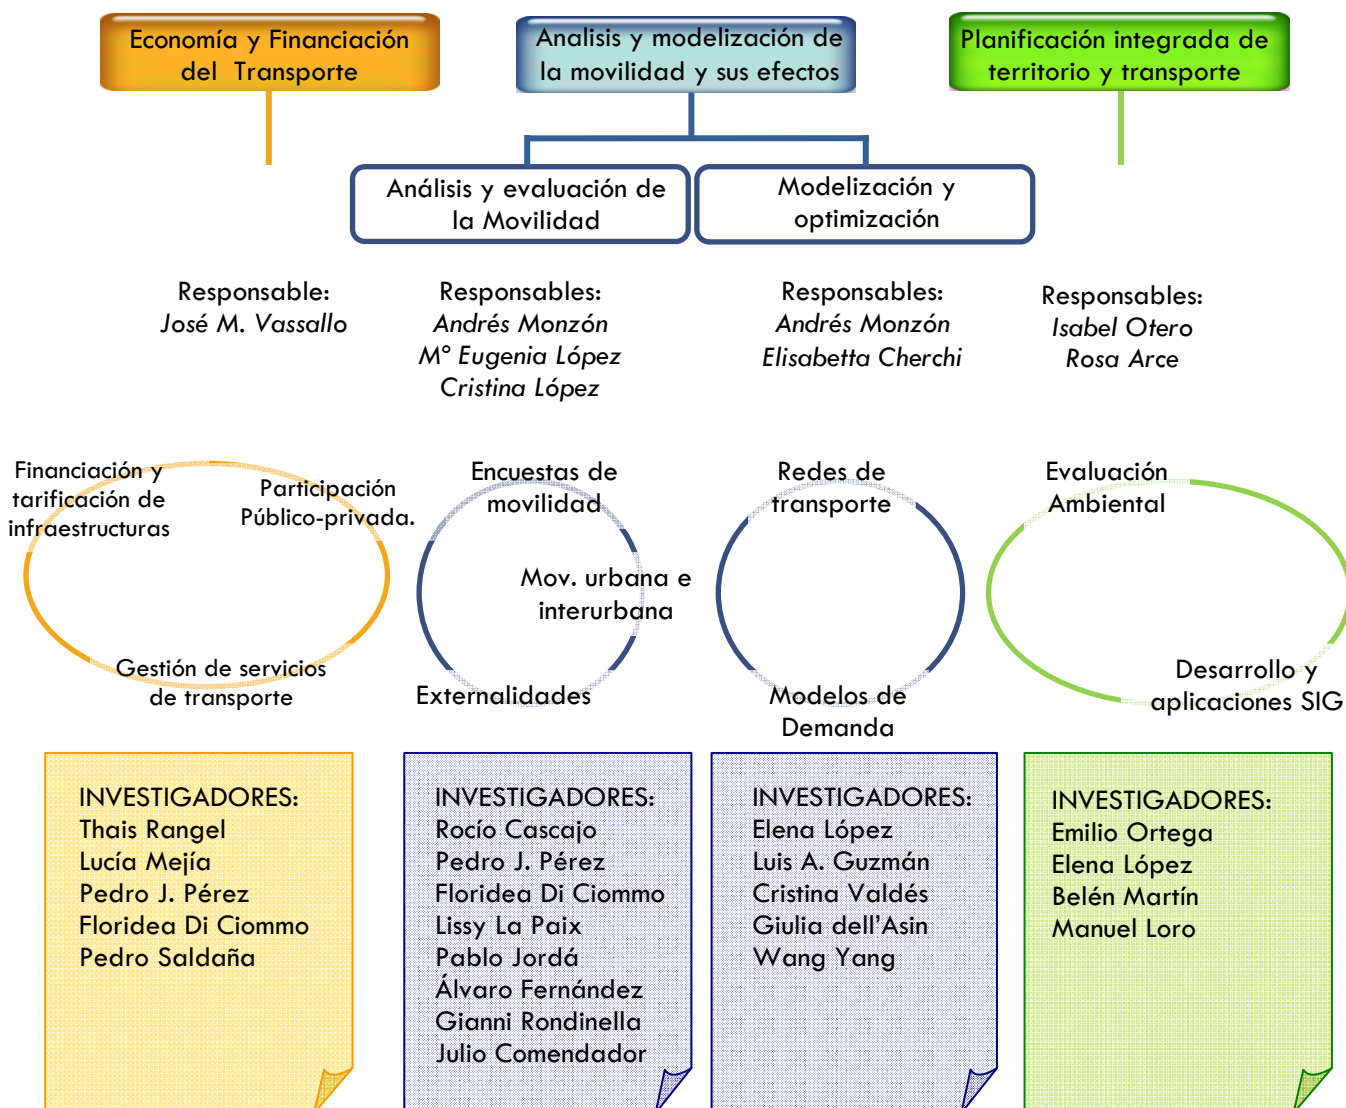 Economía y Financiación
del Transporte
Analisis y modelización de
la movilidad y sus efectos
Planificación integrada de
territorio y transporte
Análisis y evaluación de
la Movilidad
Modelización y
optimización
Responsable:
José M. Vassallo
Responsables:
Andrés Monzón
Mº Eugenia López
Cristina López
Responsables:
Andrés Monzón
Elisabetta Cherchi
Responsables:
Isabel Otero
Rosa Arce
Financiación y
tarificación de
infraestructuras
Participación
Público-privada.
Gestión de servicios
de transporte
Encuestas de
movilidad
Mov. urbana e
interurbana
Externalidades
Redes de
transporte
Modelos de
Demanda
Evaluación
Ambiental
Desarrollo y
aplicaciones SIG
INVESTIGADORES:
Thais Rangel
Lucía Mejía
Pedro J. Pérez
Floridea Di Ciommo
Pedro Saldaña
INVESTIGADORES:
Rocío Cascajo
Pedro J. Pérez
Floridea Di Ciommo
Lissy La Paix
Pablo Jordá
Álvaro Fernández
Gianni Rondinella
Julio Comendador
INVESTIGADORES:
Elena López
Luis A. Guzmán
Cristina Valdés
Giulia dell’Asin
Wang Yang
INVESTIGADORES:
Emilio Ortega
Elena López
Belén Martín
Manuel Loro